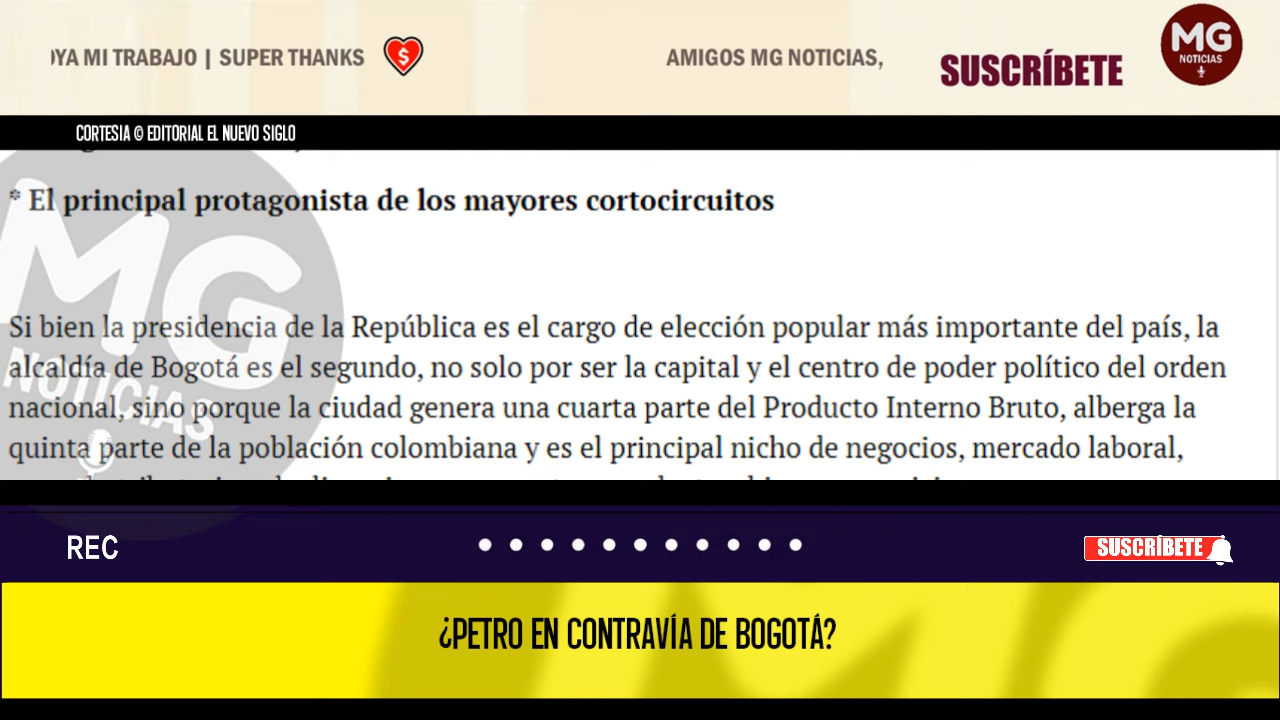 YA MI TRABAJO | SUPER THANKS
AMIGOS MG NOTICIAS,
SUSCRÍBETE
MG
NOTICIAS
CORTESIA © EDITORIAL EL NUEVO SIGLO
* El principal protagonista de los mayores cortocircuitos
MG
NOTICIAS
Si bien la presidencia de la República es el cargo de elección popular más importante del país, la
alcaldía de Bogotá es el segundo, no solo por ser la capital y el centro de poder político del orden
nacional, sino porque la ciudad genera una cuarta parte del Producto Interno Bruto, alberga la
quinta parte de la población colombiana y es el principal nicho de negocios, mercado laboral,
REC
SUSCRÍBETE
¿PETRO EN CONTRAVÍA DE BOGOTÁ?